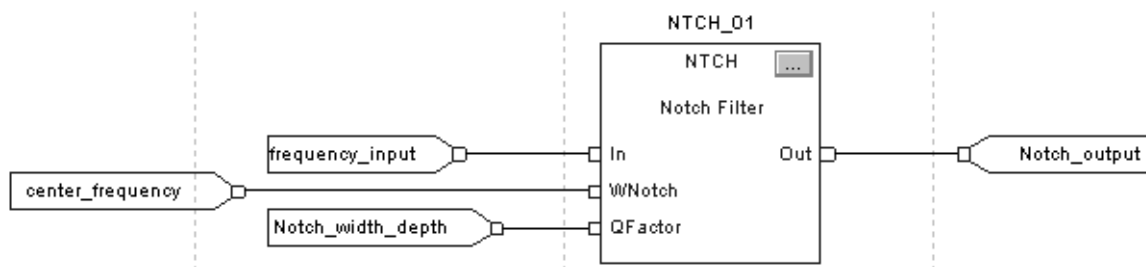 NTCH_01
NTCH ...
Notch Filter
frequency_input In Out Notch_output
center_frequency WNotch
Notch_width_depth QFactor